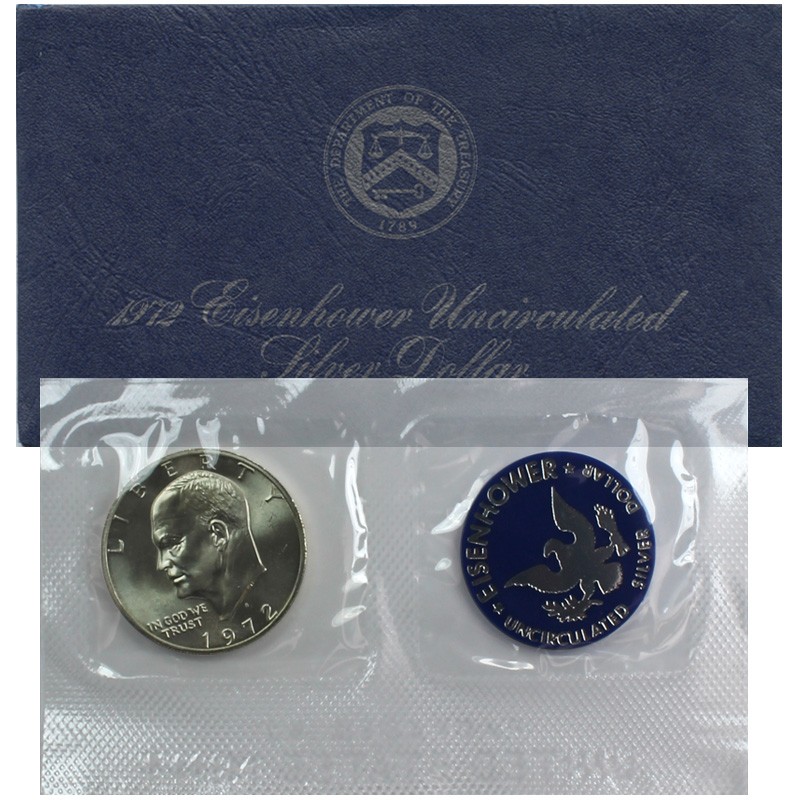 THE DEPARTMENT OF THE TREASURY
1789
1972 Eisenhower Uncirculated
Silver Dollar
LIBERTY
IN GOD WE
TRUST
1972
EISENHOWER
SILVER DOLLAR
UNCIRCULATED